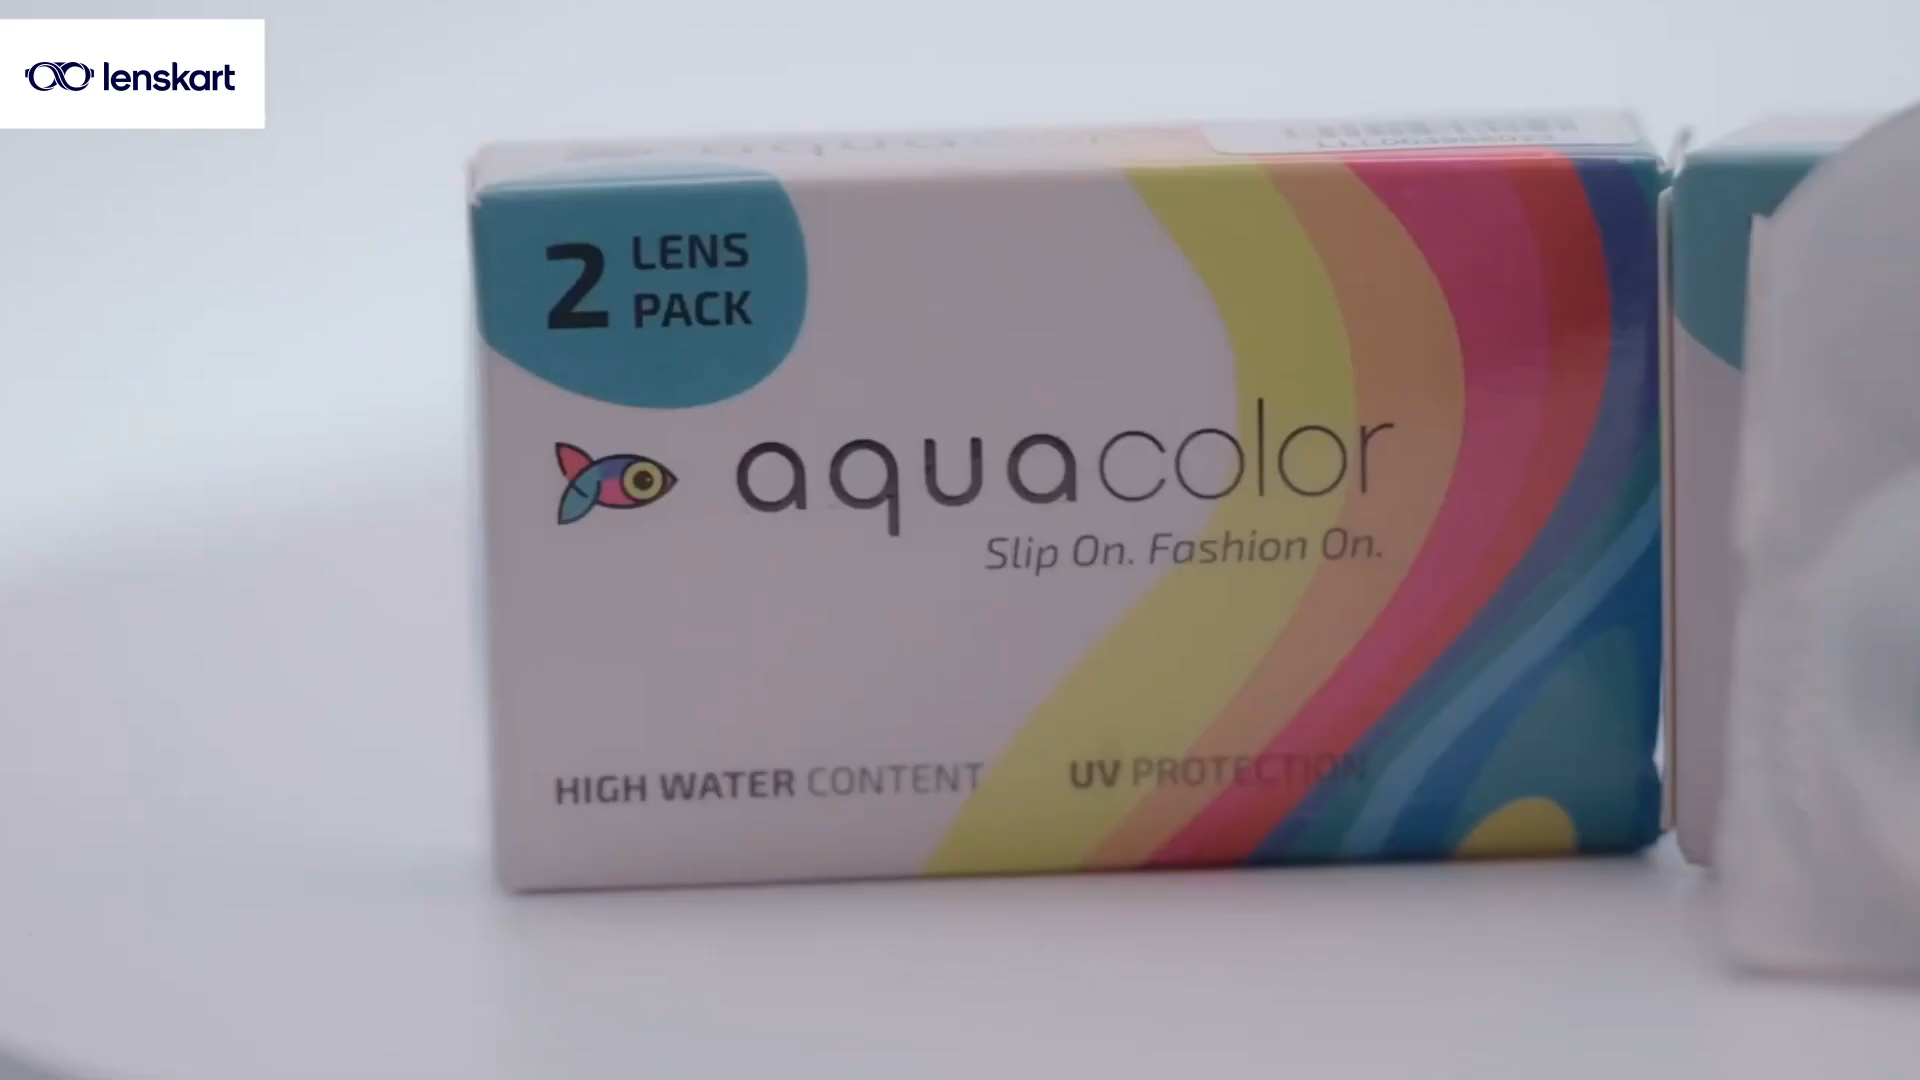 lenskart
2 LENS
PACK
aquacolor
Slip On. Fashion On.
HIGH WATER CONTENT
UV PROTECTION